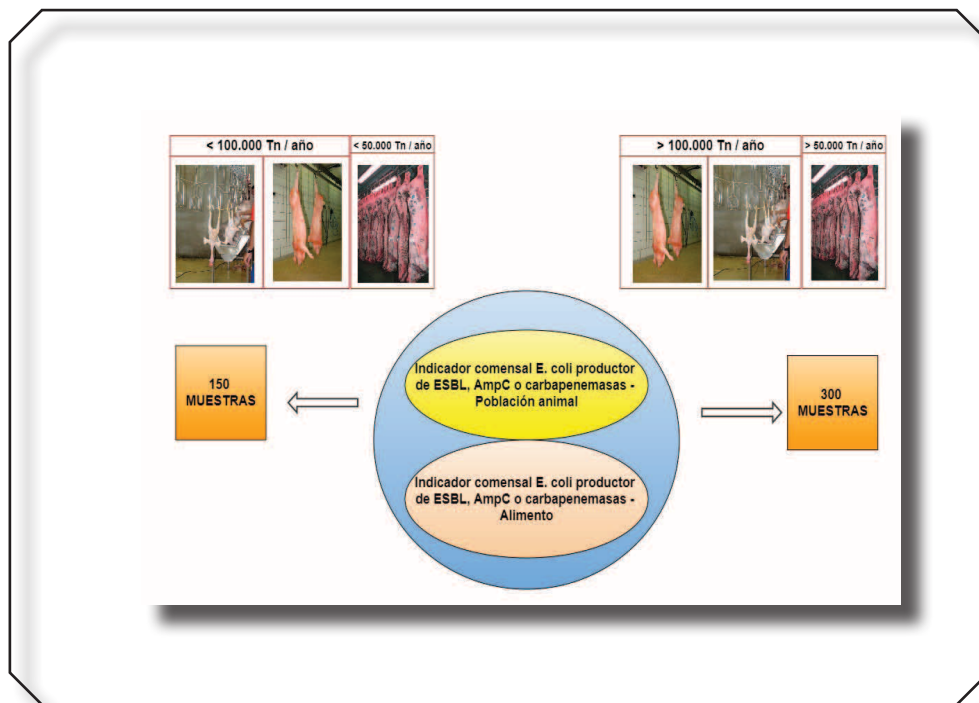 < 100.000 Tn / año
< 50.000 Tn / año
> 100.000 Tn / año
> 50.000 Tn / año
150
MUESTRAS
Indicador comensal E. coli productor
de ESBL, AmpC o carbapenemasas -
Población animal
Indicador comensal E. coli productor
de ESBL, AmpC o carbapenemasas -
Alimento
300
MUESTRAS